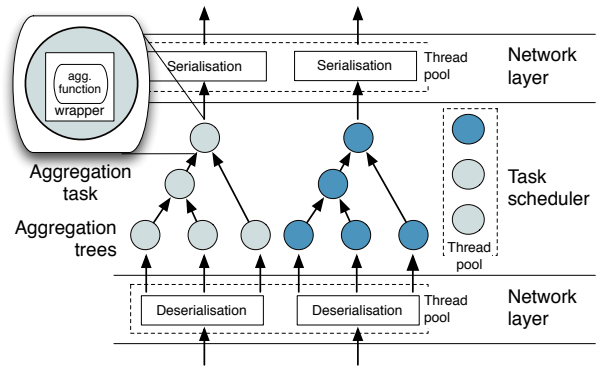 Serialisation
Serialisation
Thread
pool
Network
layer
agg.
function
wrapper
Aggregation
task
Aggregation
trees
Task
scheduler
Thread
pool
Deserialisation
Deserialisation
Thread
pool
Network
layer